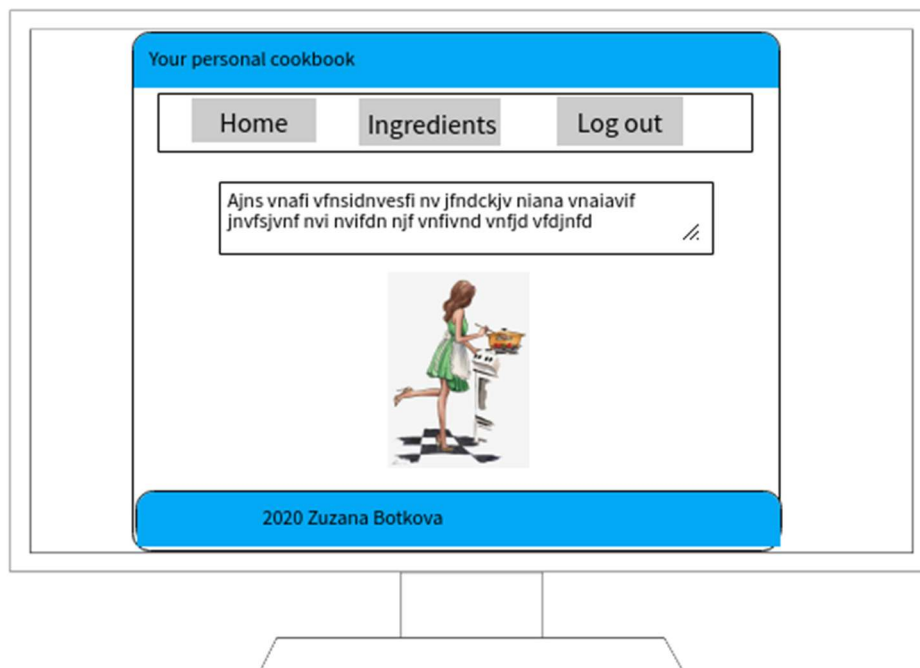 Your personal cookbook
Home Ingredients Log out
Ajns vnafi vfnsidnvesfi nv jfndckjv niana vnaiavif
jnvfsjvnf nvi nvifdn njf vnfivnd vnfjd vfdjnfd
2020 Zuzana Botkova